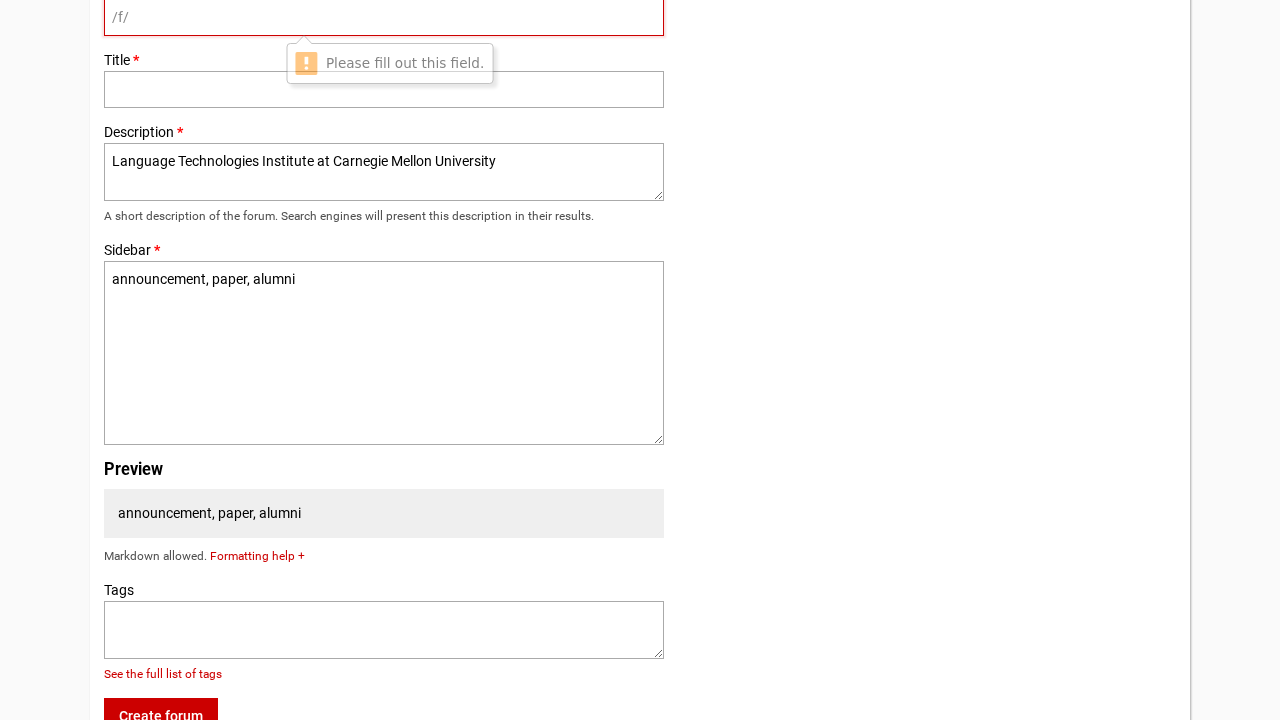 /f/
Please fill out this field.
Title *
Description *
Language Technologies Institute at Carnegie Mellon University
A short description of the forum. Search engines will present this description in their results.
Sidebar *
announcement, paper, alumni
Preview
announcement, paper, alumni
Markdown allowed. Formatting help +
Tags
See the full list of tags
Create forum